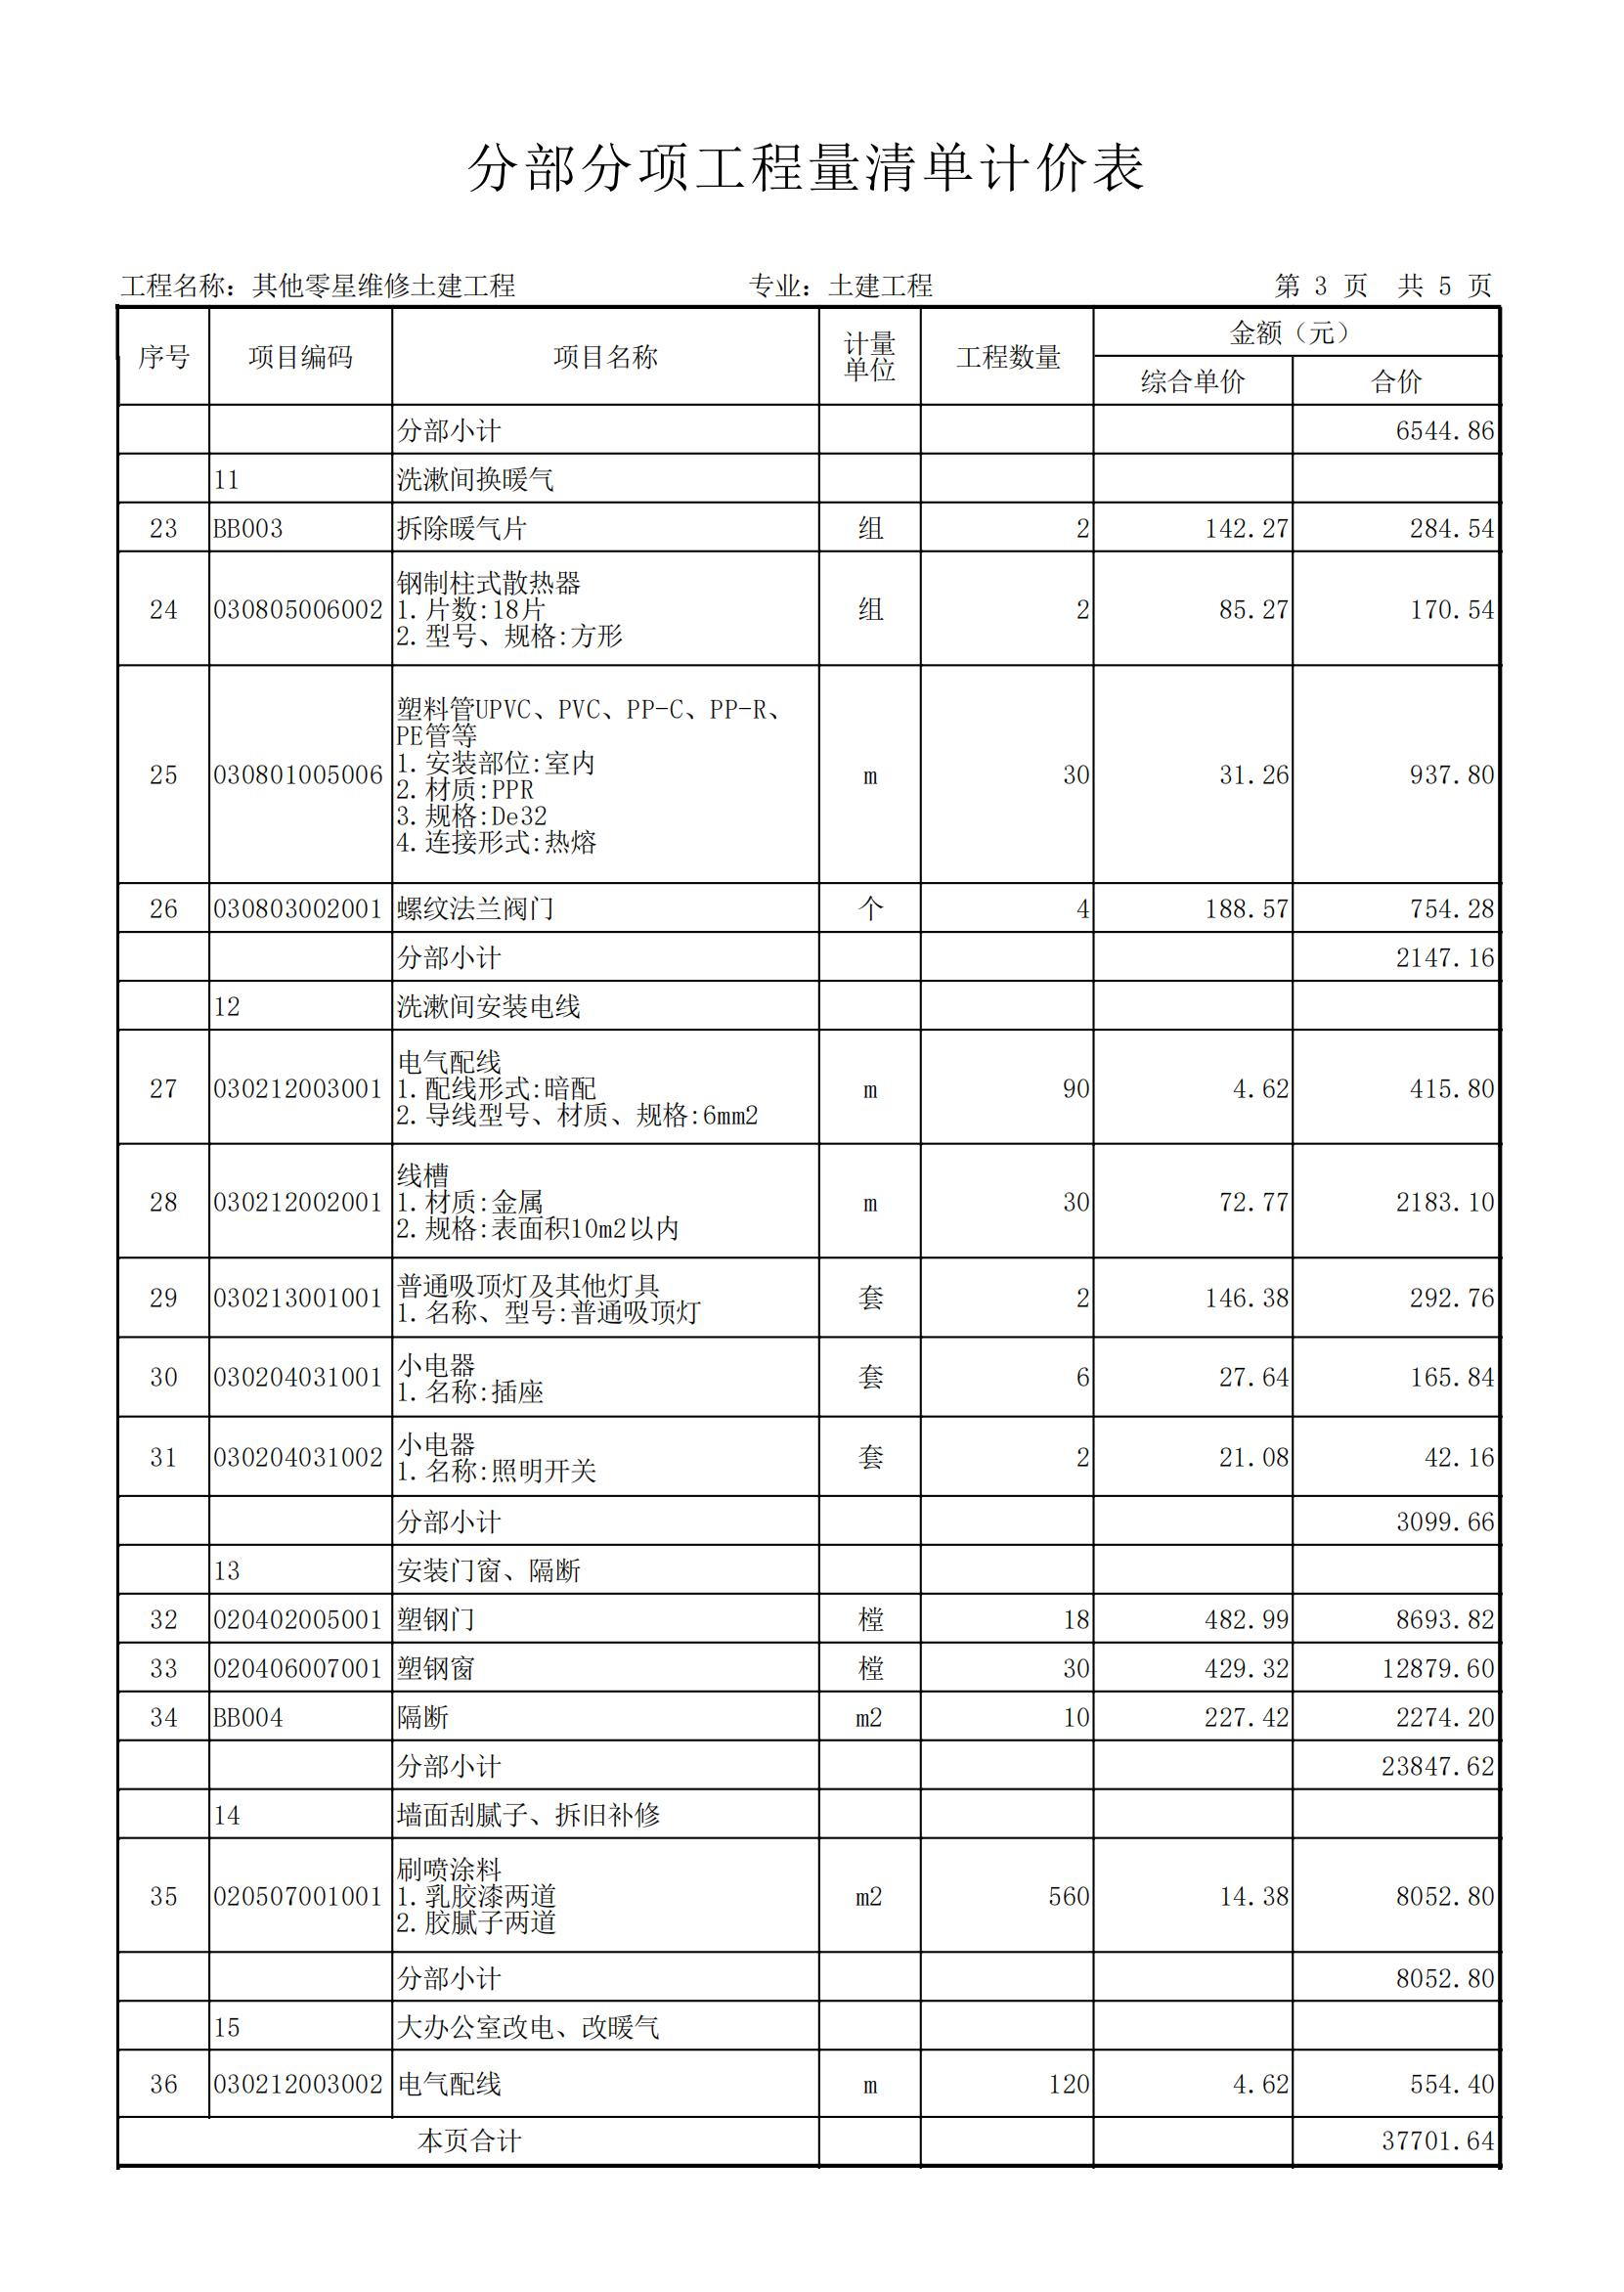 分部分项工程量清单计价表
工程名称：其他零星维修土建工程 专业：土建工程 第 3 页 共 5 页
序号 项目编码 项目名称 计量单位 工程数量 金额（元）
综合单价 合价
分部小计 6544.86
11 洗漱间换暖气
23 BB003 拆除暖气片 组 2 142.27 284.54
钢制柱式散热器
24 030805006002 1.片数:18片 组 2 85.27 170.54
2.型号、规格:方形
塑料管UPVC、PVC、PP-C、PP-R、
PE管等
1.安装部位:室内
25 030801005006 2.材质:PPR m 30 31.26 937.80
3.规格:De32
4.连接形式:热熔
26 030803002001 螺纹法兰阀门 个 4 188.57 754.28
分部小计 2147.16
12 洗漱间安装电线
电气配线
27 030212003001 1.配线形式:暗配 m 90 4.62 415.80
2.导线型号、材质、规格:6mm2
线槽
28 030212002001 1.材质:金属 m 30 72.77 2183.10
2.规格:表面积10m2以内
29 030213001001 普通吸顶灯及其他灯具 套 2 146.38 292.76
1.名称、型号:普通吸顶灯
30 030204031001 小电器 套 6 27.64 165.84
1.名称:插座
31 030204031002 小电器 套 2 21.08 42.16
1.名称:照明开关
分部小计 3099.66
13 安装门窗、隔断
32 020402005001 塑钢门 樘 18 482.99 8693.82
33 020406007001 塑钢窗 樘 30 429.32 12879.60
34 BB004 隔断 m2 10 227.42 2274.20
分部小计 23847.62
14 墙面刮腻子、拆旧补修
刷喷涂料
35 020507001001 1.乳胶漆两道 m2 560 14.38 8052.80
2.胶腻子两道
分部小计 8052.80
15 大办公室改电、改暖气
36 030212003002 电气配线 m 120 4.62 554.40
本页合计 37701.64